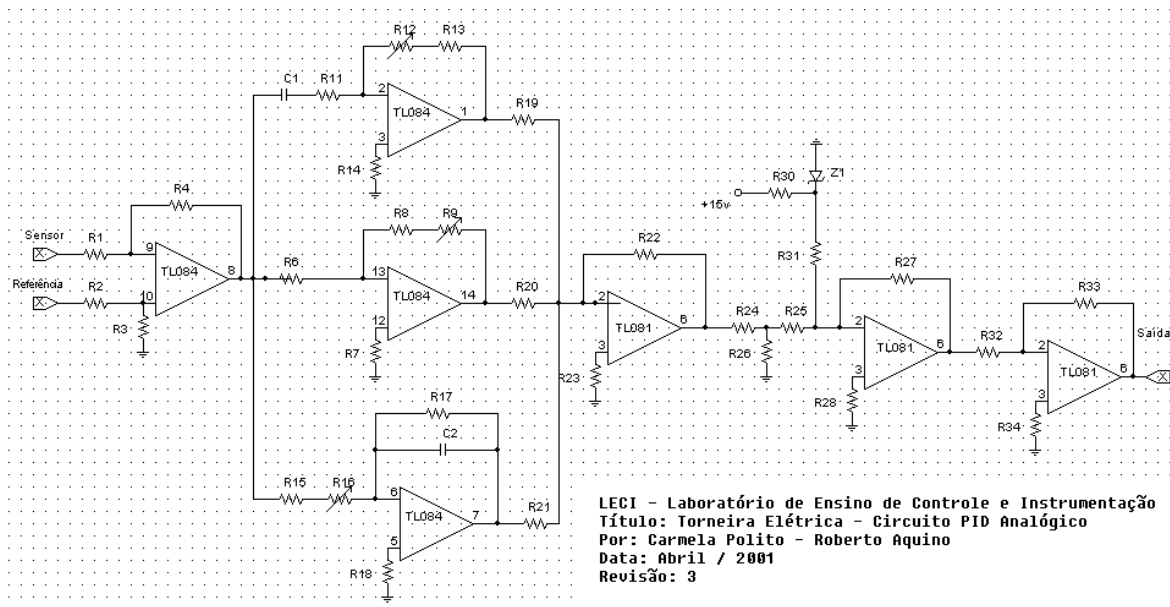 R12 R13
C1 R11
2
TL084
1
R19
3
R14
R30
Z1
+15v
R4
Sensor
R1
9
TL084
8
Referência
R2
10
R3
R8 R9
R6
13
TL084
14
R20
12
R7
R22
R31
R27
2
TL081
6
R24
R25
R26
3
R23
2
TL081
6
R32
3
R28
R33
Saída
2
TL081
6
3
R34
R17
C2
R15 R16
6
TL084
7
R21
5
R18
LECI - Laboratório de Ensino de Controle e Instrumentação
Título: Torneira Elétrica - Circuito PID Analógico
Por: Carmela Polito - Roberto Aquino
Data: Abril / 2001
Revisão: 3